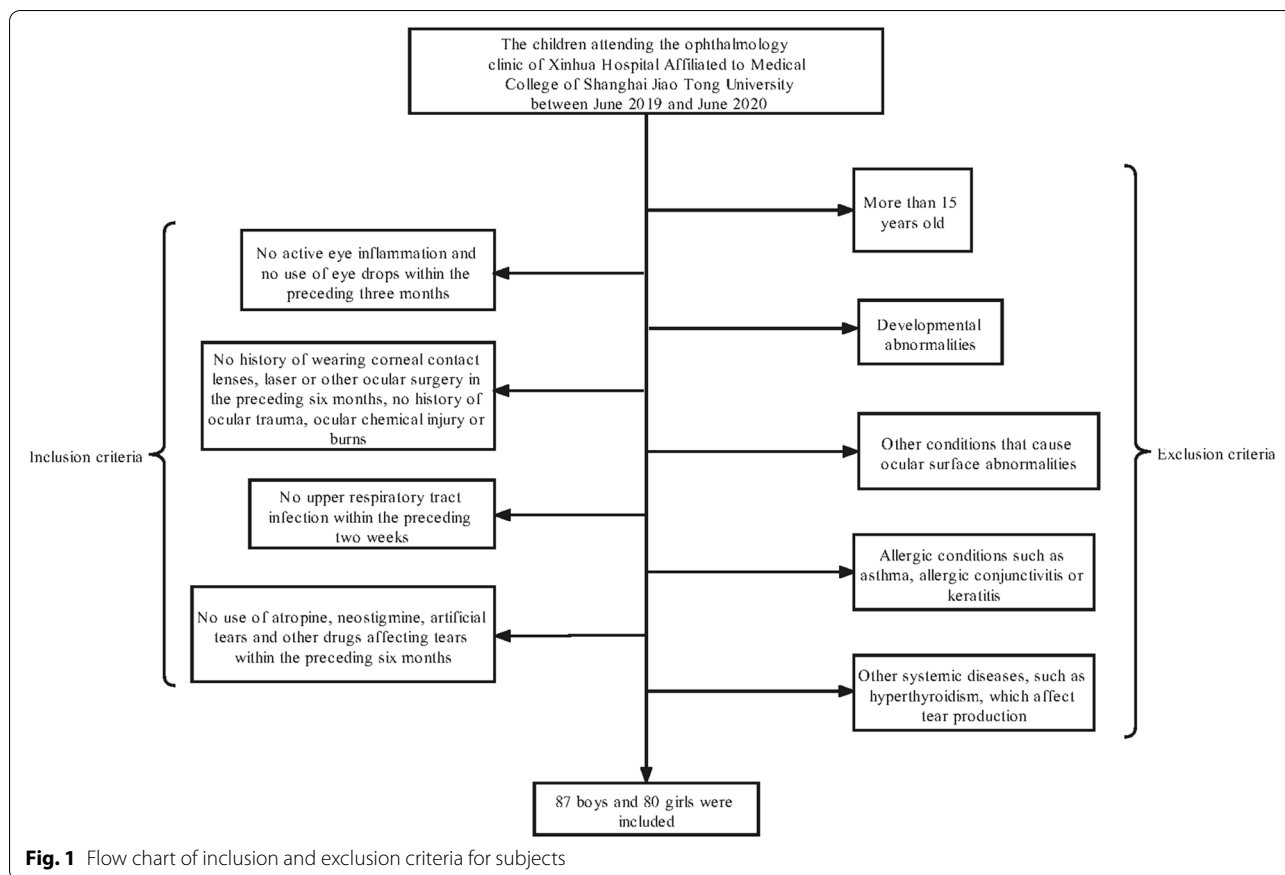 The children attending the ophthalmology
clinic of Xinhua Hospital Affiliated to Medical
College of Shanghai Jiao Tong University
between June 2019 and June 2020
Inclusion criteria
No active eye inflammation and
no use of eye drops within the
preceding three months
No history of wearing corneal contact
lenses, laser or other ocular surgery in
the preceding six months, no history of
ocular trauma, ocular chemical injury or
burns
No upper respiratory tract
infection within the preceding
two weeks
No use of atropine, neostigmine, artificial
tears and other drugs affecting tears
within the preceding six months
More than 15
years old
Developmental
abnormalities
Other conditions that cause
ocular surface abnormalities
Allergic conditions such as
asthma, allergic conjunctivitis or
keratitis
Other systemic diseases, such as
hyperthyroidism, which affect
tear production
Exclusion criteria
87 boys and 80 girls were
included
Fig. 1 Flow chart of inclusion and exclusion criteria for subjects